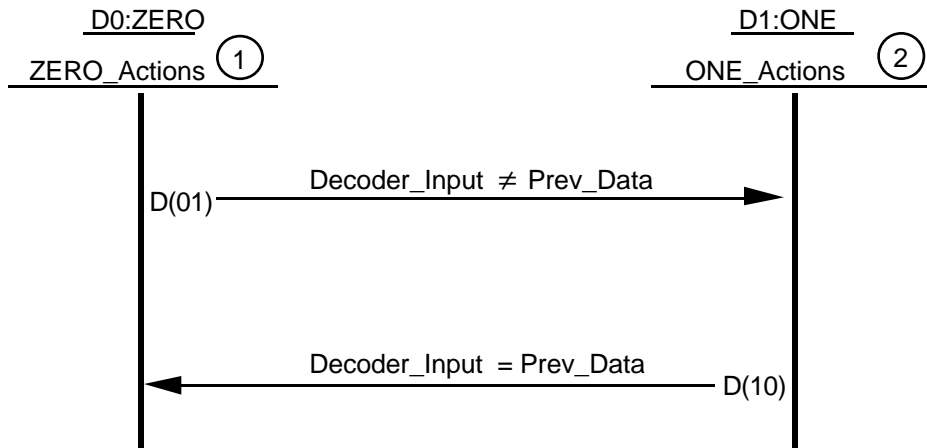 D0:ZERO
D1:ONE
ZERO_Actions 1
ONE_Actions 2
Decoder_Input ≠ Prev_Data
D(01)
Decoder_Input = Prev_Data
D(10)